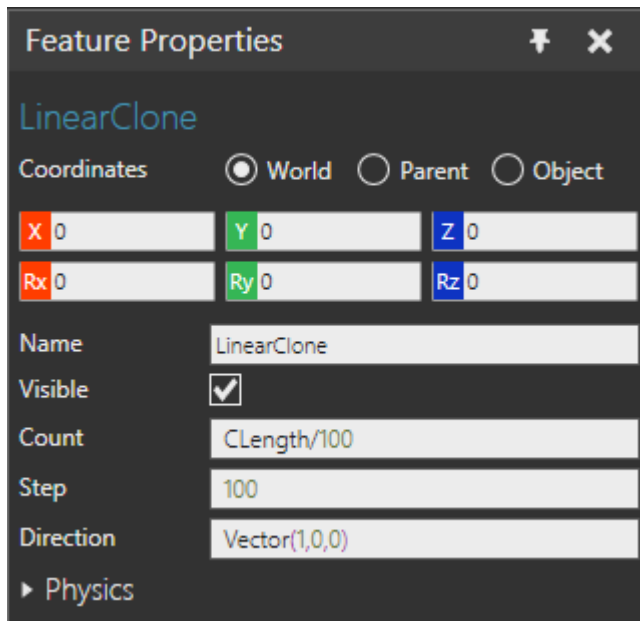 Feature Properties
LinearClone
Coordinates World Parent Object
X 0 Y 0 Z 0
Rx 0 Ry 0 Rz 0
Name LinearClone
Visible
Count CLength/100
Step 100
Direction Vector(1,0,0)
Physics